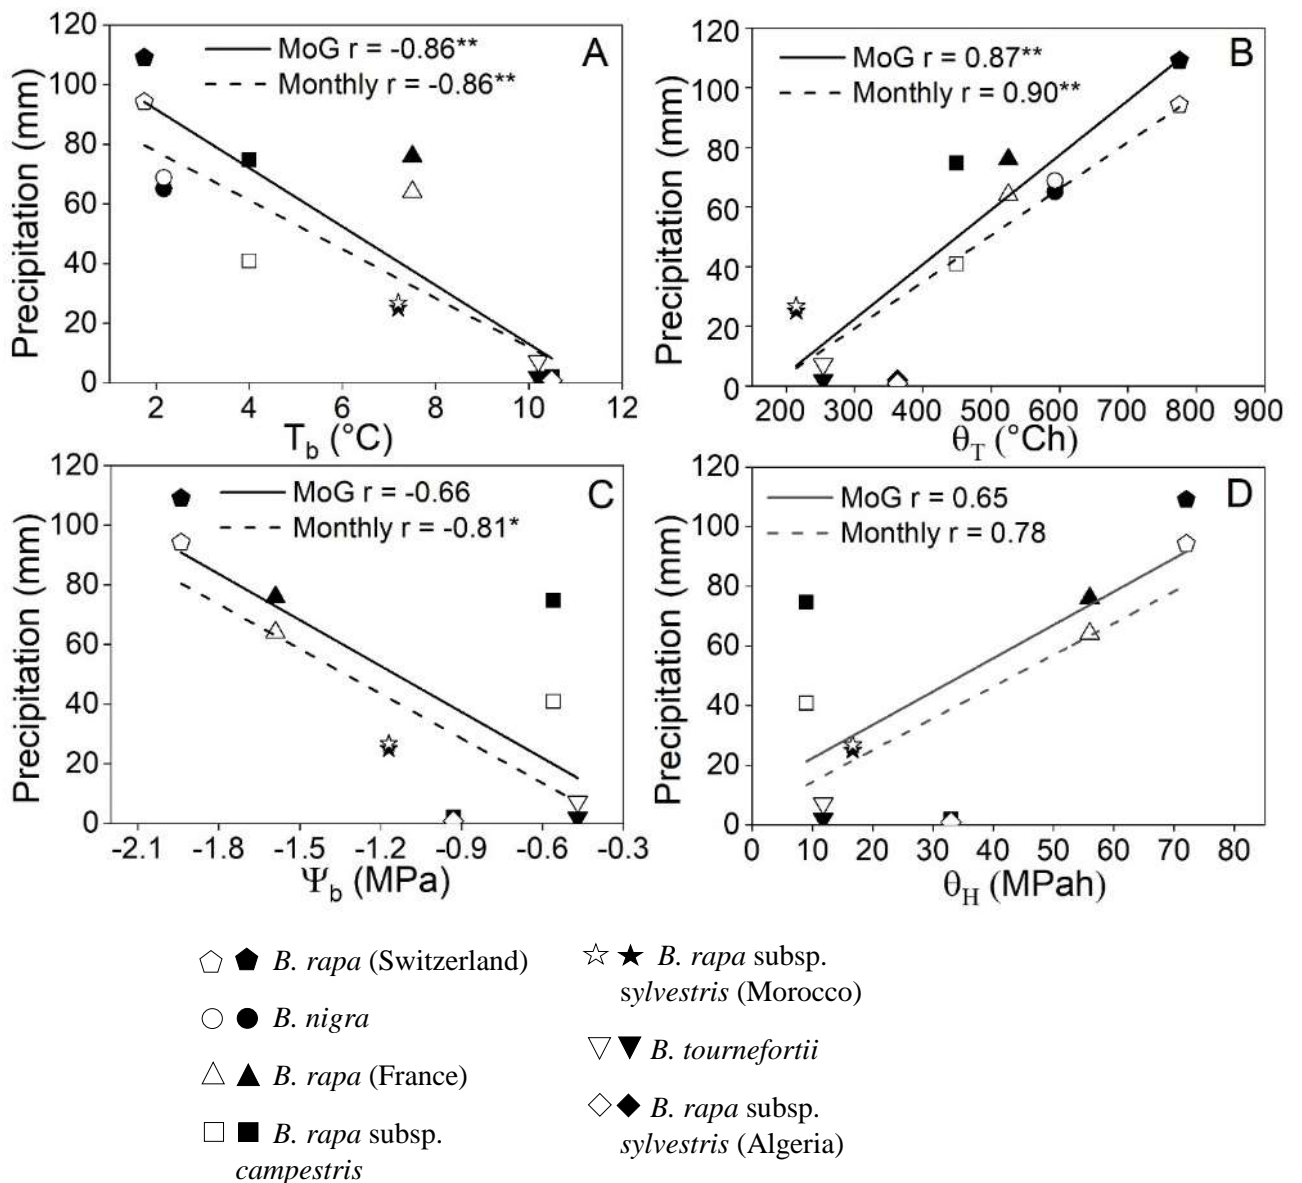 MoG r = -0.86**
Monthly r = -0.86**
A
Precipitation (mm)
120
100
80
60
40
20
0
2 4 6 8 10 12
T_b (°C)
MoG r = 0.87**
Monthly r = 0.90**
B
Precipitation (mm)
120
100
80
60
40
20
0
200 300 400 500 600 700 800 900
θ_T (°Ch)
MoG r = -0.66
Monthly r = -0.81*
C
Precipitation (mm)
120
100
80
60
40
20
0
-2.1 -1.8 -1.5 -1.2 -0.9 -0.6 -0.3
Ψ_b (MPa)
MoG r = 0.65
Monthly r = 0.78
D
Precipitation (mm)
120
100
80
60
40
20
0
0 10 20 30 40 50 60 70 80
θ_H (MPah)
B. rapa (Switzerland)
B. nigra
B. rapa (France)
B. rapa subsp.
campestris
B. rapa subsp.
sylvestris (Morocco)
B. tournefortii
B. rapa subsp.
sylvestris (Algeria)